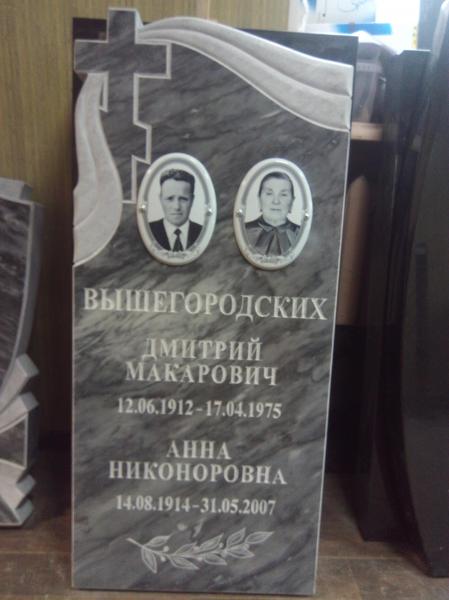 ВЫШЕГОРОДСКИХ
ДМИТРИЙ
МАКАРОВИЧ
12.06.1912-17.04.1975
АННА
НИКОНОРОВНА
14.08.1914-31.05.2007